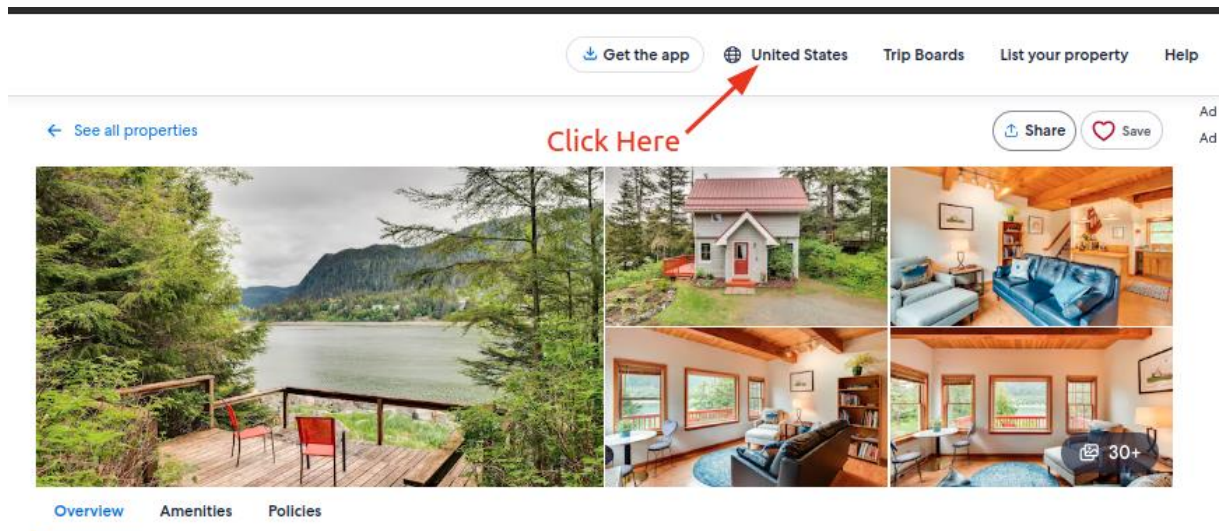 Get the app United States Trip Boards List your property Help
See all properties
Click Here
Share Save
Ad
Ad
30+
Overview Amenities Policies